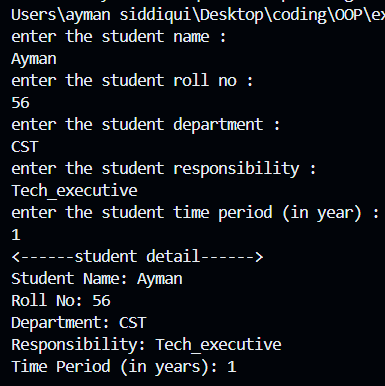 Users\ayman siddiqui\Desktop\coding\OOP\ex
enter the student name :
Ayman
enter the student roll no :
56
enter the student department :
CST
enter the student responsibility :
Tech_executive
enter the student time period (in year) :
1
<------student detail------>
Student Name: Ayman
Roll No: 56
Department: CST
Responsibility: Tech_executive
Time Period (in years): 1